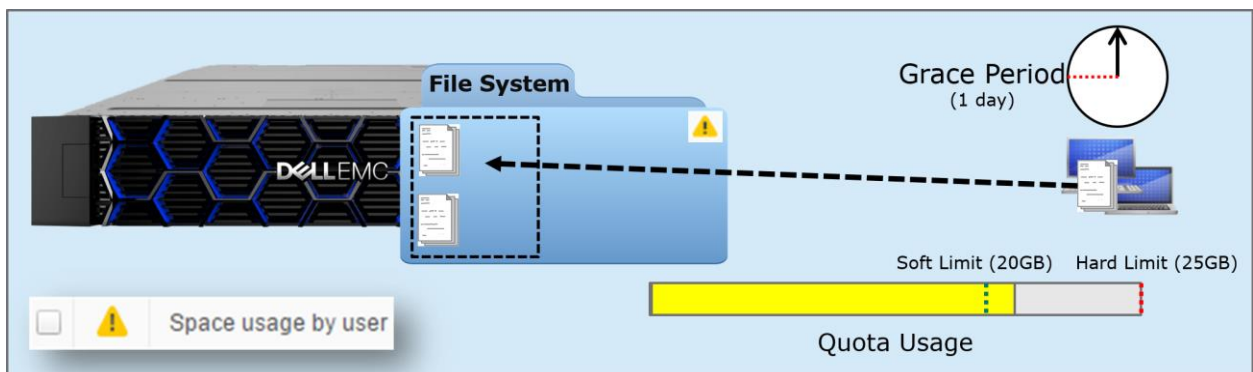 File System
DELLEMC
Grace Period
(1 day)
Soft Limit (20GB) Hard Limit (25GB)
Space usage by user
Quota Usage